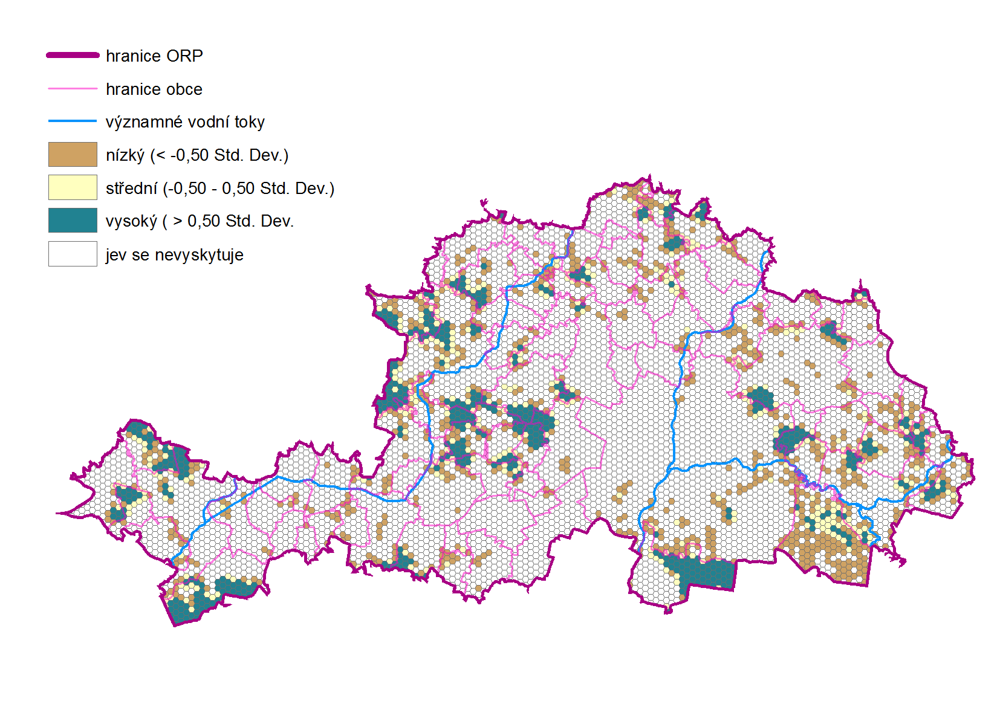 hranice ORP
hranice obce
významné vodní toky
nízký (< -0,50 Std. Dev.)
střední (-0,50 - 0,50 Std. Dev.)
vysoký ( > 0,50 Std. Dev.
jev se nevyskytuje